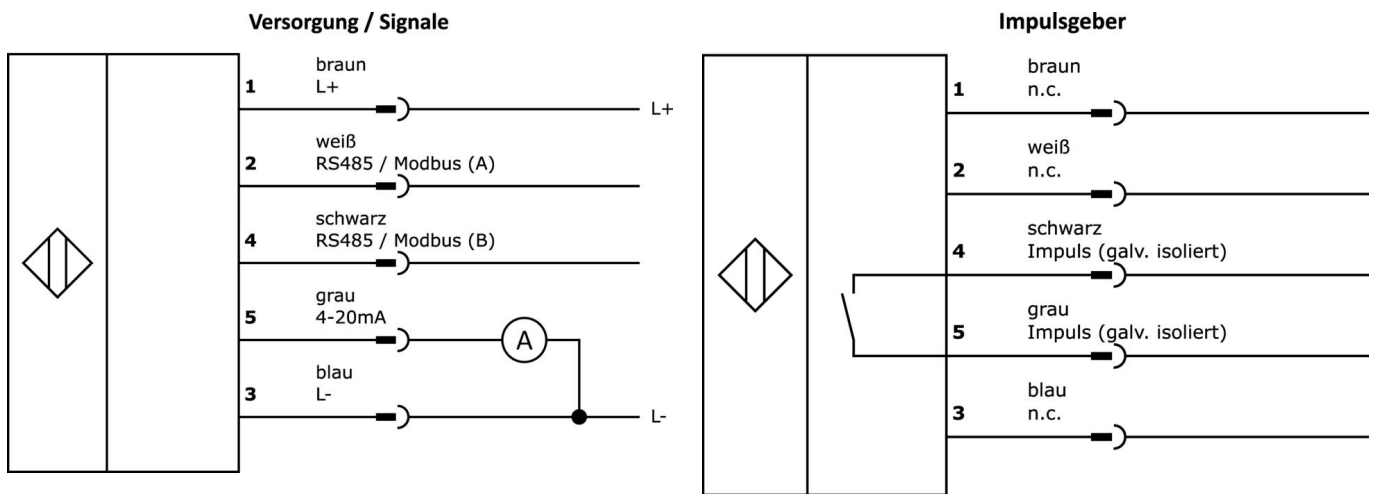 Versorgung / Signale
braun
1 L+
L+
weiß
2 RS485 / Modbus (A)
schwarz
4 RS485 / Modbus (B)
grau
5 4-20mA
A
blau
3 L-
L-
Impulsgeber
braun
1 n.c.
weiß
2 n.c.
schwarz
4 Impuls (galv. isoliert)
grau
5 Impuls (galv. isoliert)
blau
3 n.c.